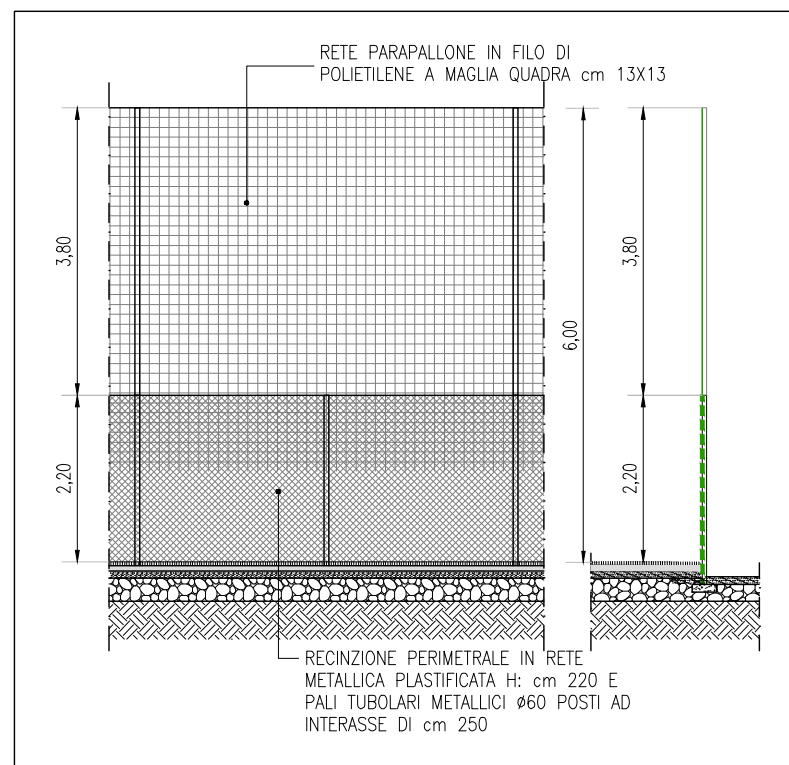 RETE PARAPALLONE IN FILO DI
POLIETILENE A MAGLIA QUADRA cm 13X13
3,80
3,80
6,00
2,20
2,20
RECINZIONE PERIMETRALE IN RETE
METALLICA PLASTIFICATA H: cm 220 E
PALI TUBOLARI METALLICI ø60 POSTI AD
INTERASSE DI cm 250